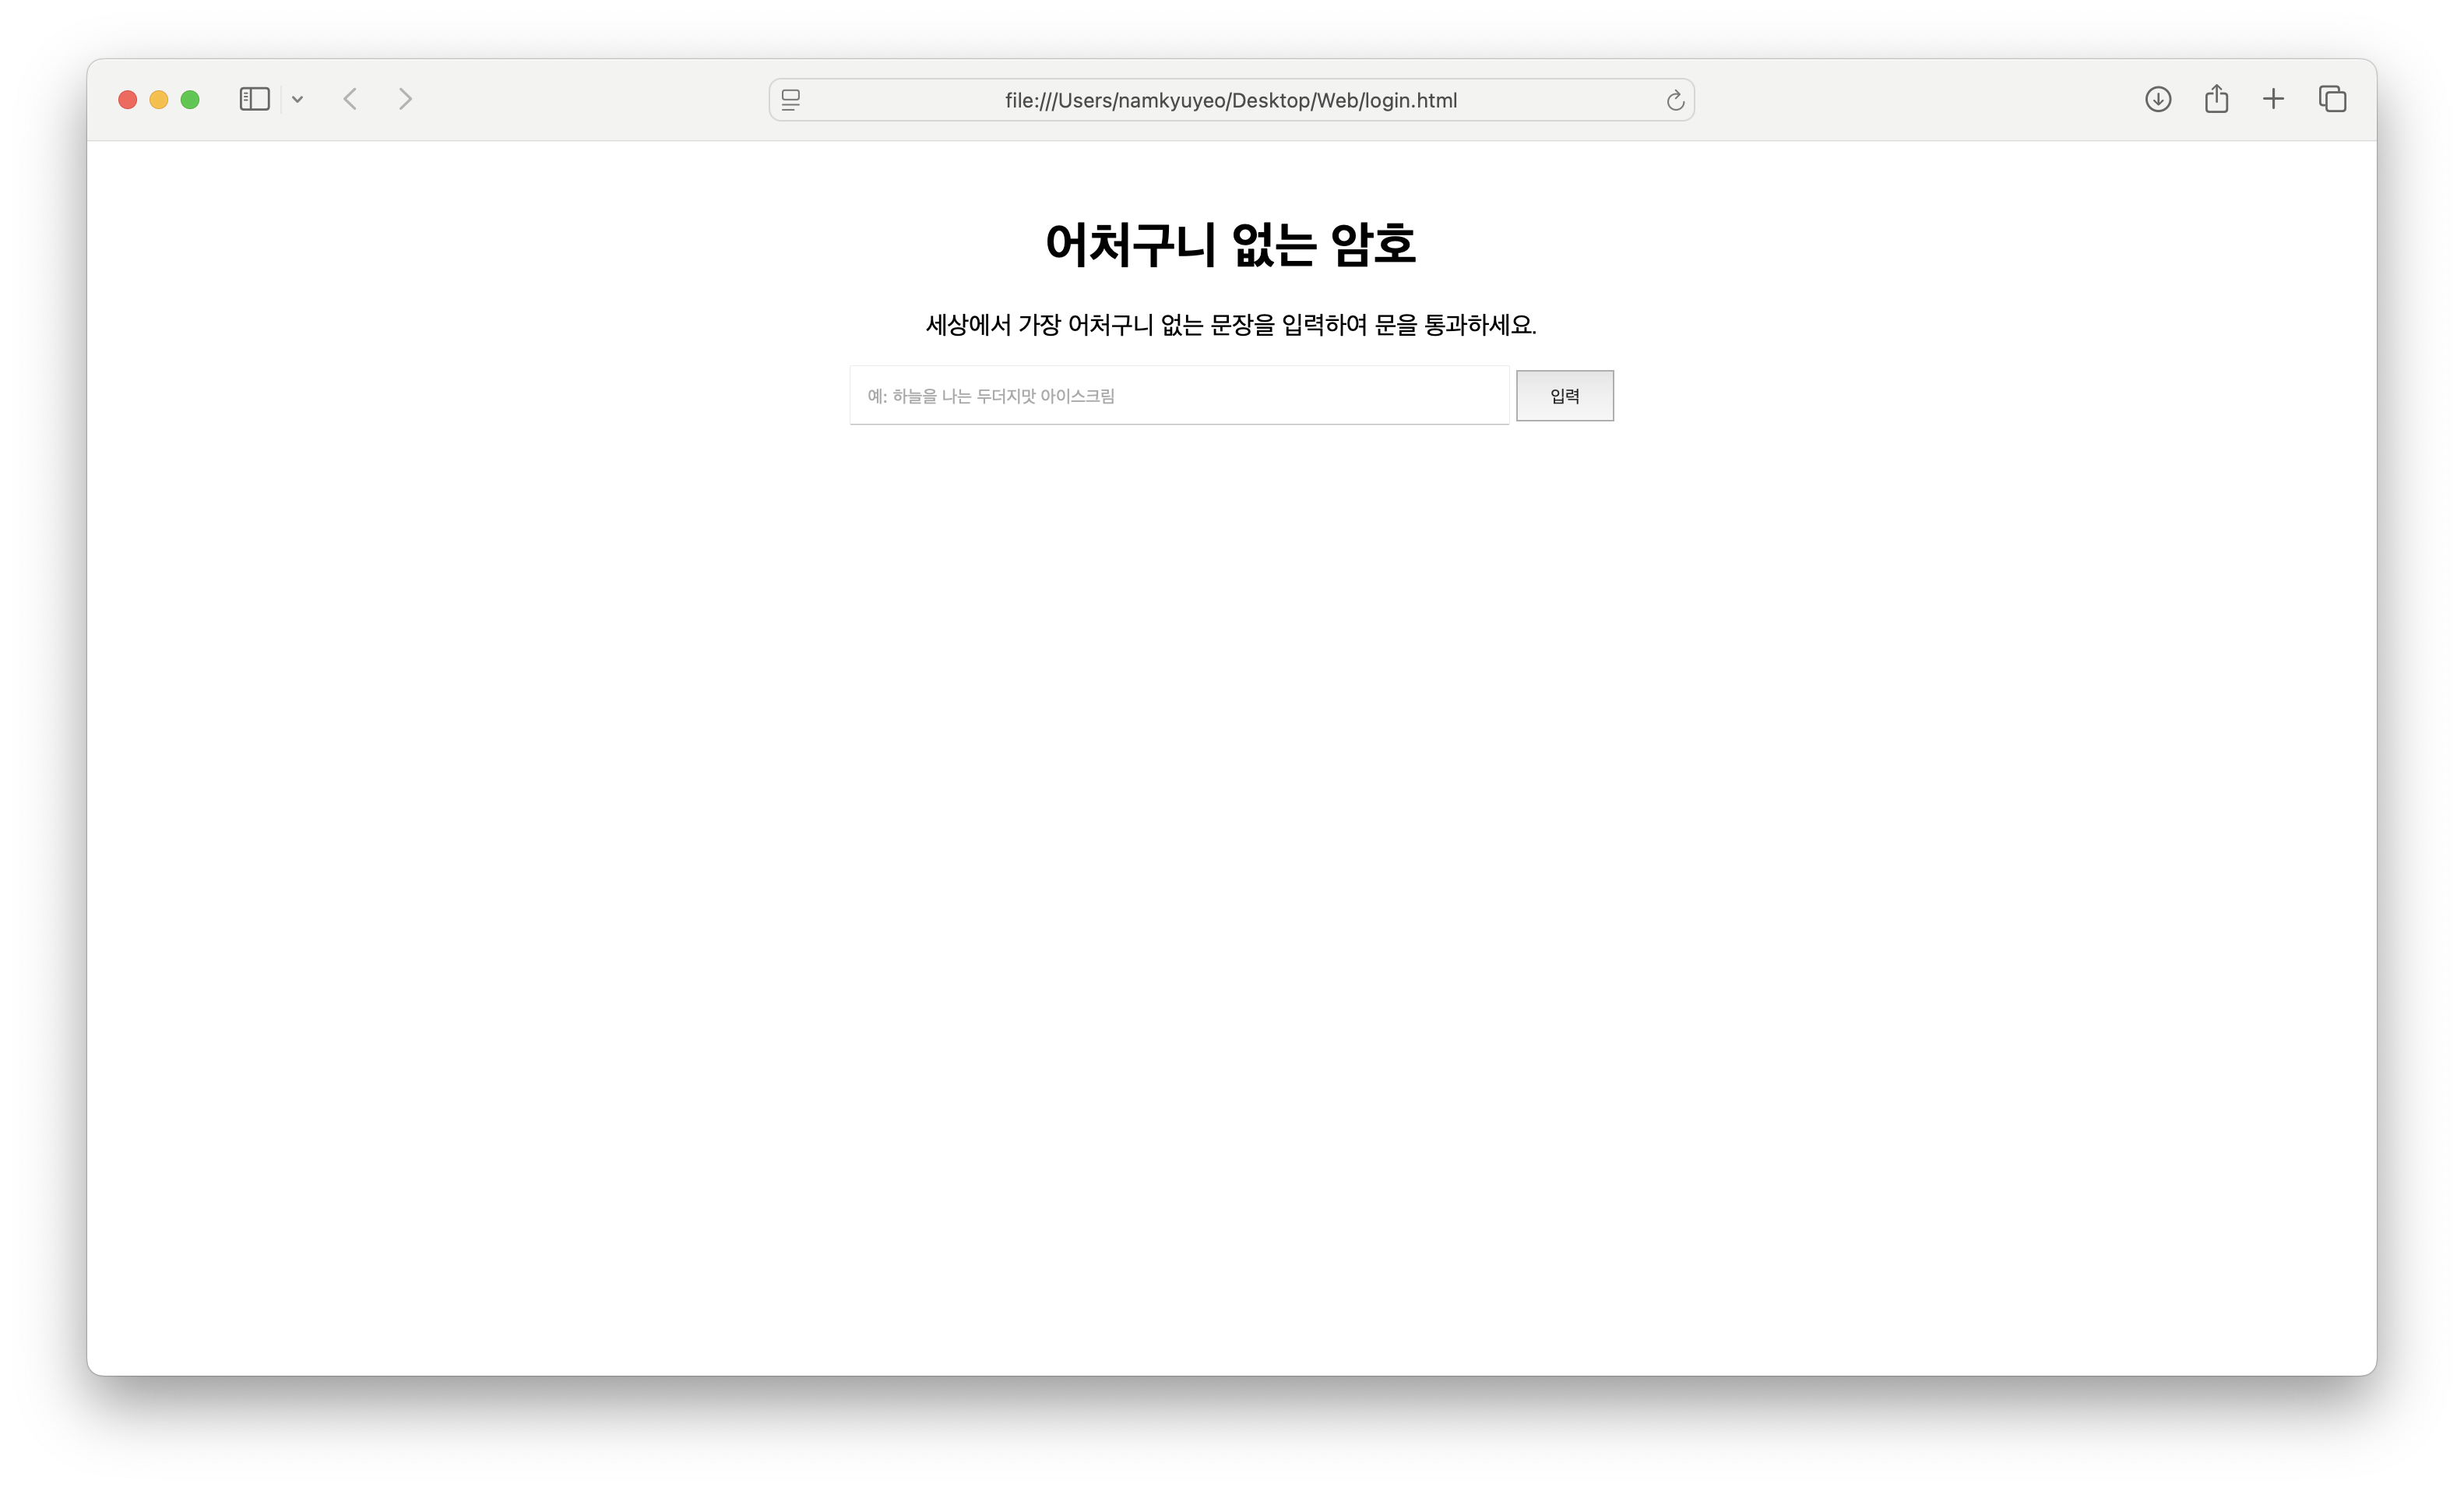 file:///Users/namkyuyeo/Desktop/Web/login.html
어처구니 없는 암호
세상에서 가장 어처구니 없는 문장을 입력하여 문을 통과하세요.
예: 하늘을 나는 두더지맛 아이스크림
입력